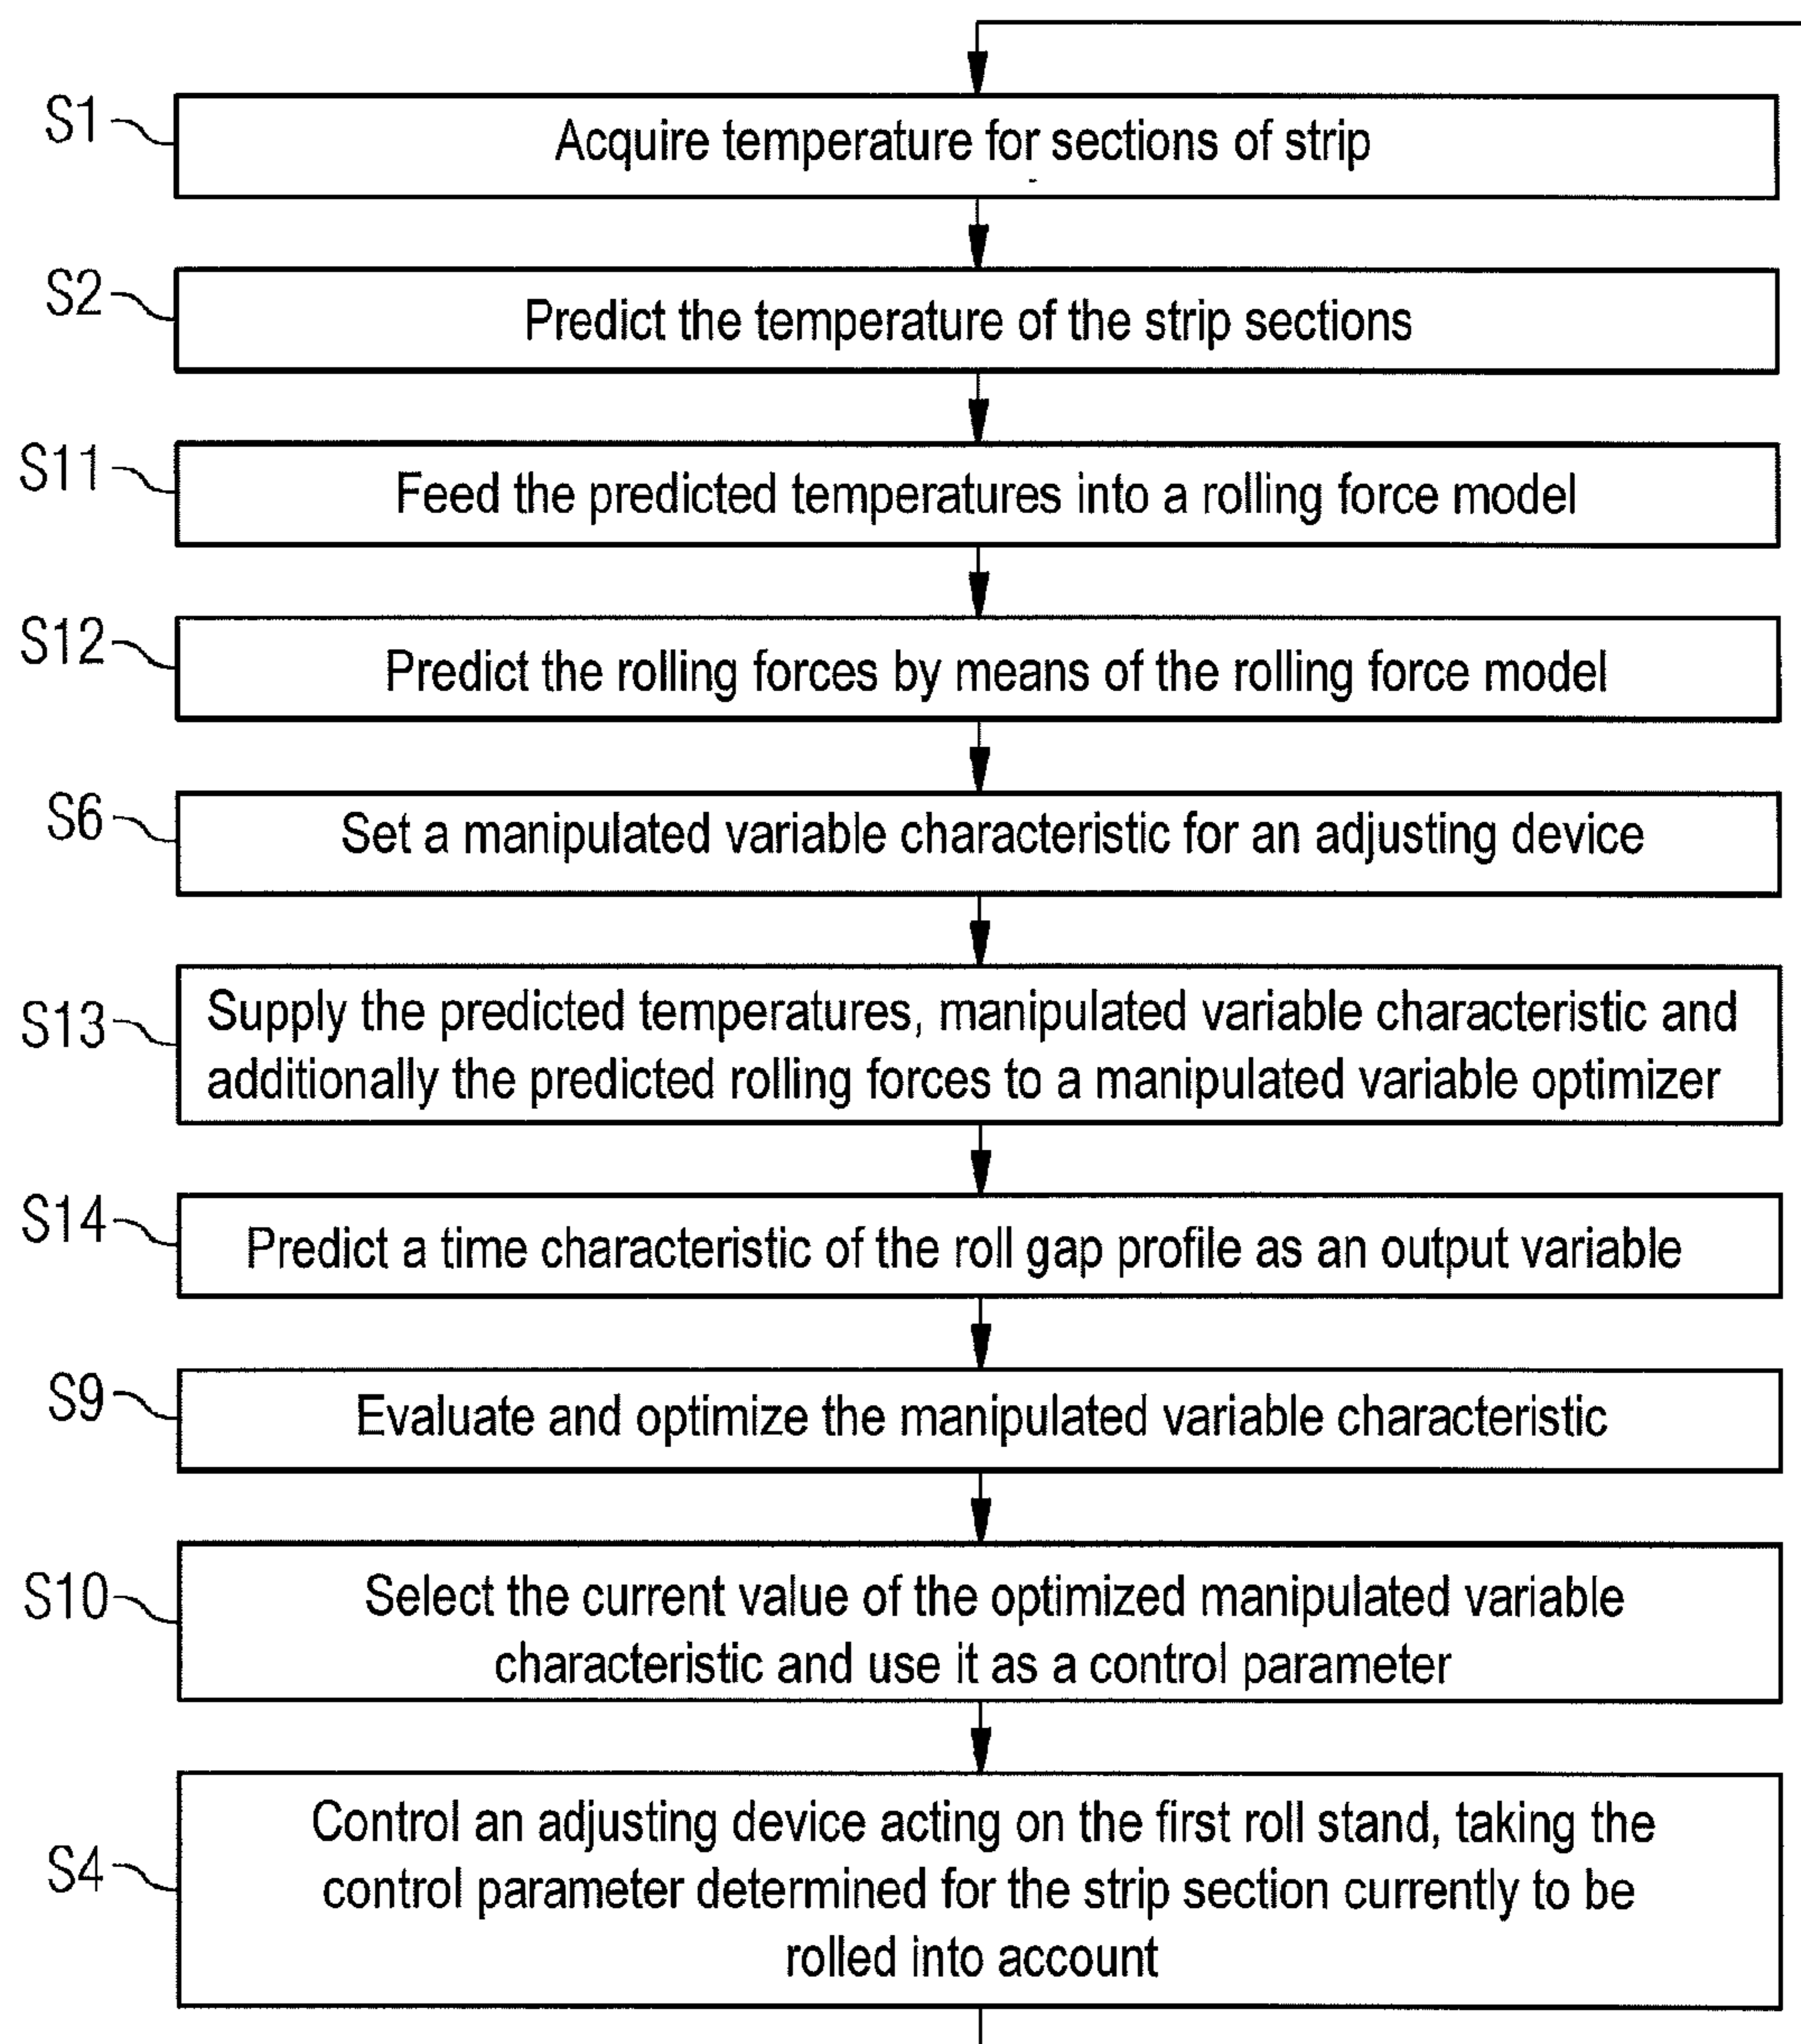 S1
Acquire temperature for sections of strip
S2
Predict the temperature of the strip sections
S11
Feed the predicted temperatures into a rolling force model
S12
Predict the rolling forces by means of the rolling force model
S6
Set a manipulated variable characteristic for an adjusting device
S13
Supply the predicted temperatures, manipulated variable characteristic and
additionally the predicted rolling forces to a manipulated variable optimizer
S14
Predict a time characteristic of the roll gap profile as an output variable
S9
Evaluate and optimize the manipulated variable characteristic
S10
Select the current value of the optimized manipulated variable
characteristic and use it as a control parameter
S4
Control an adjusting device acting on the first roll stand, taking the
control parameter determined for the strip section currently to be
rolled into account